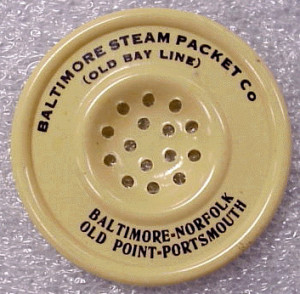 BALTIMORE STEAM PACKET CO
(OLD BAY LINE)
BALTIMORE-NORFOLK
OLD POINT-PORTSMOUTH